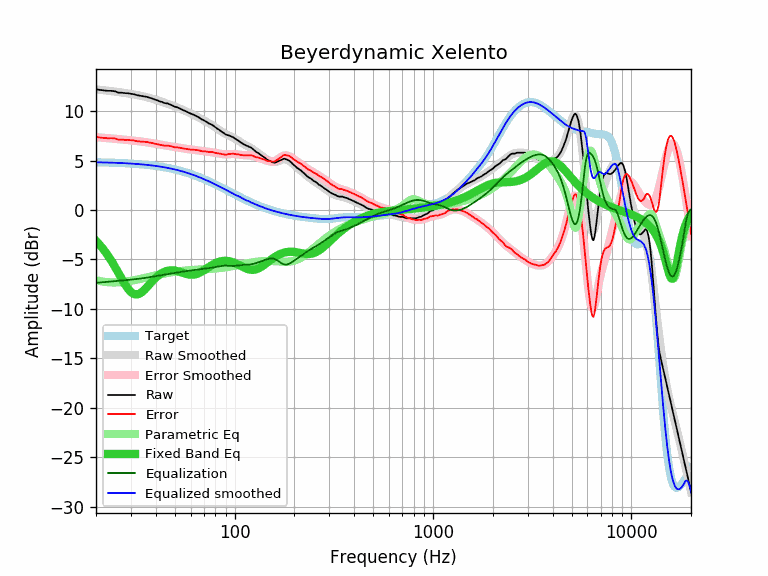 Beyerdynamic Xelento
Amplitude (dBr)
10
5
0
−5
−10
−15
−20
−25
−30
Target
Raw Smoothed
Error Smoothed
Raw
Error
Parametric Eq
Fixed Band Eq
Equalization
Equalized smoothed
100
1000
10000
Frequency (Hz)